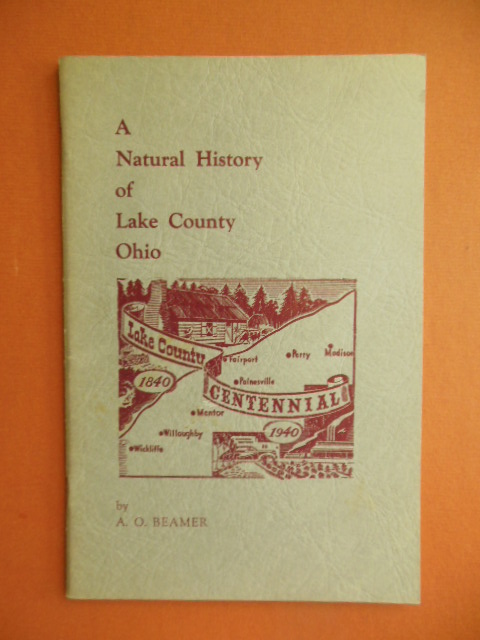 A
Natural History
of
Lake County
Ohio
Lake County
1840
Fairport
Perry
Madison
Painesville
CENTENNIAL
Mentor
1940
Willoughby
Wickliffe
by
A. O. BEAMER